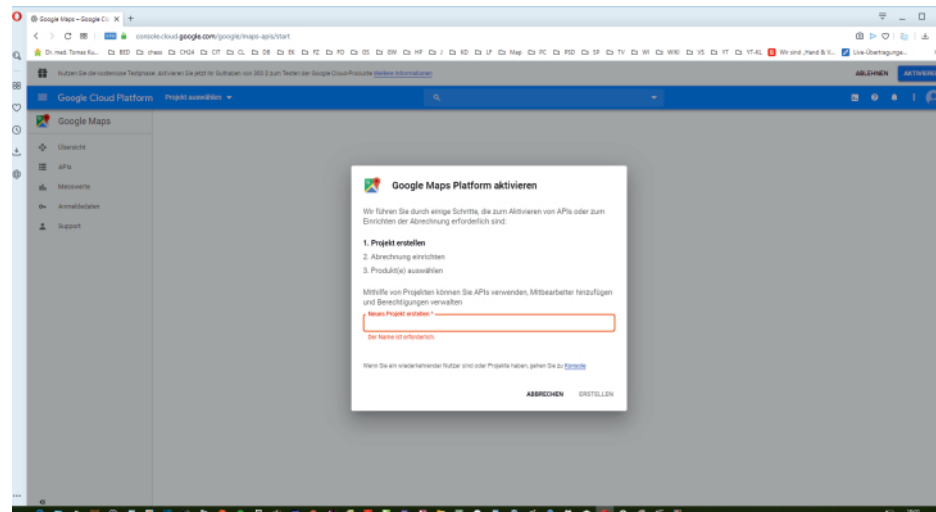 Google Maps – Google Clo
console.cloud.google.com/google/maps-apis/start
Nutzen Sie die kostenlose Testphase. Aktivieren Sie jetzt Ihr Guthaben von 300 $ zum Testen der Google Cloud-Produkte Weitere Informationen
ABLEHNEN
AKTIVIEREN
Google Cloud Platform
Projekt auswählen
Google Maps
Übersicht
APIs
Messwerte
Anmeldedaten
Support
Google Maps Platform aktivieren
Wir führen Sie durch einige Schritte, die zum Aktivieren von APIs oder zum
Einrichten der Abrechnung erforderlich sind:
1. Projekt erstellen
2. Abrechnung einrichten
3. Produkt(e) auswählen
Mithilfe von Projekten können Sie APIs verwenden, Mitbearbeiter hinzufügen
und Berechtigungen verwalten
Neues Projekt erstellen *
Der Name ist erforderlich.
Wenn Sie ein wiederkehrender Nutzer sind oder Projekte haben, gehen Sie zu Konsole
ABBRECHEN
ERSTELLEN